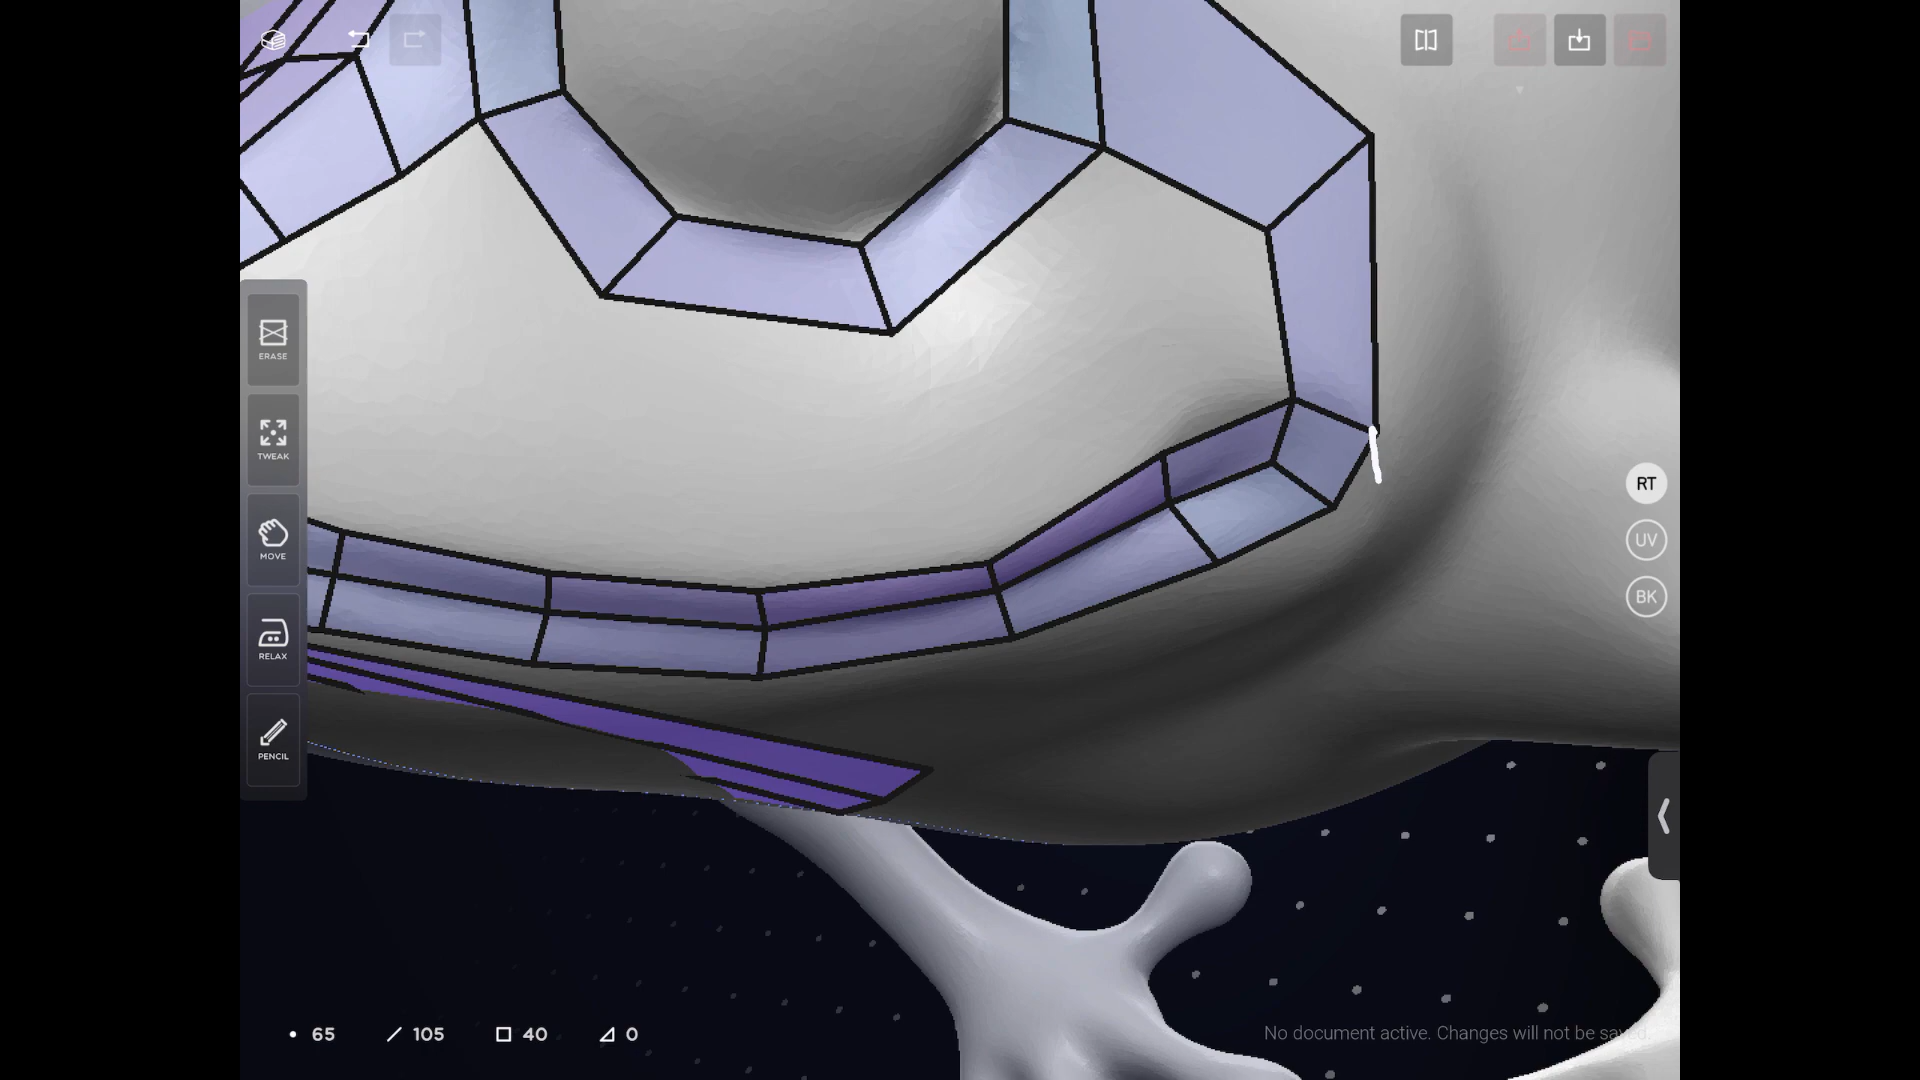 ERASE
TWEAK
MOVE
RELAX
PENCIL
RT
UV
BK
65 105 40 0
No document active. Changes will not be saved.